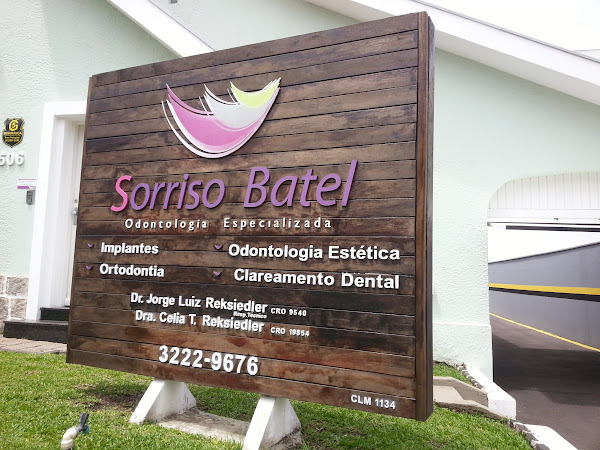 Sorriso Batel
Odontologia Especializada
Implantes
Odontologia Estética
Ortodontia
Clareamento Dental
Dr. Jorge Luiz Reksiedler CRO 9540
Resp. Técnico
Dra. Celia T. Reksiedler CRO 19854
3222-9676
CLM 1134
506